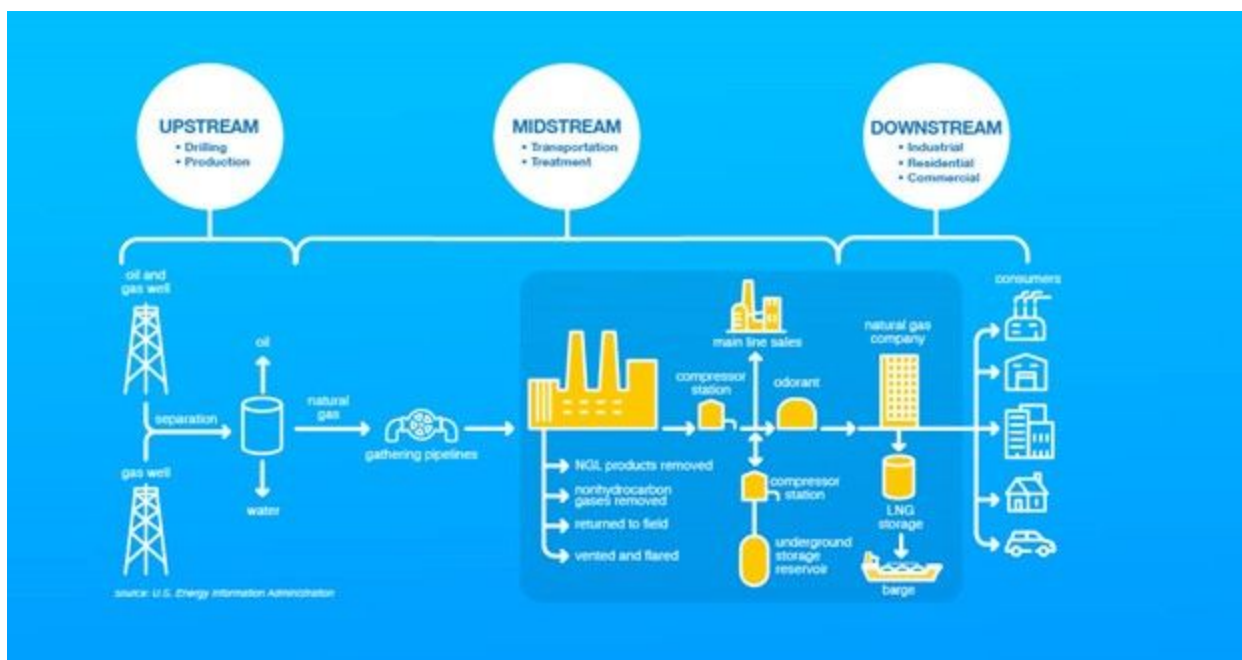 UPSTREAM
• Drilling
• Production
MIDSTREAM
• Transportation
• Treatment
DOWNSTREAM
• Industrial
• Residential
• Commercial
oil and
gas well
separation
gas well
oil
water
natural
gas
gathering pipelines
NGL products removed
nonhydrocarbon
gases removed
returned to field
vented and flared
compressor
station
main line sales
odorant
compressor
station
underground
storage
reservoir
natural gas
company
LNG
storage
barge
consumers
source: U.S. Energy Information Administration